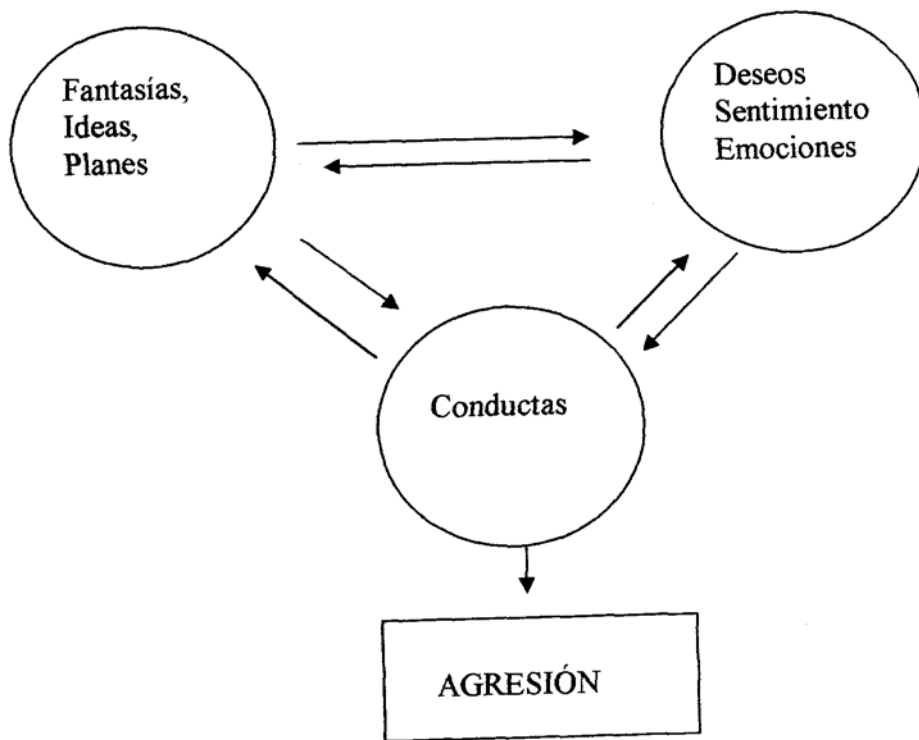 Fantasías,
Ideas,
Planes
Deseos
Sentimiento
Emociones
Conductas
AGRESIÓN